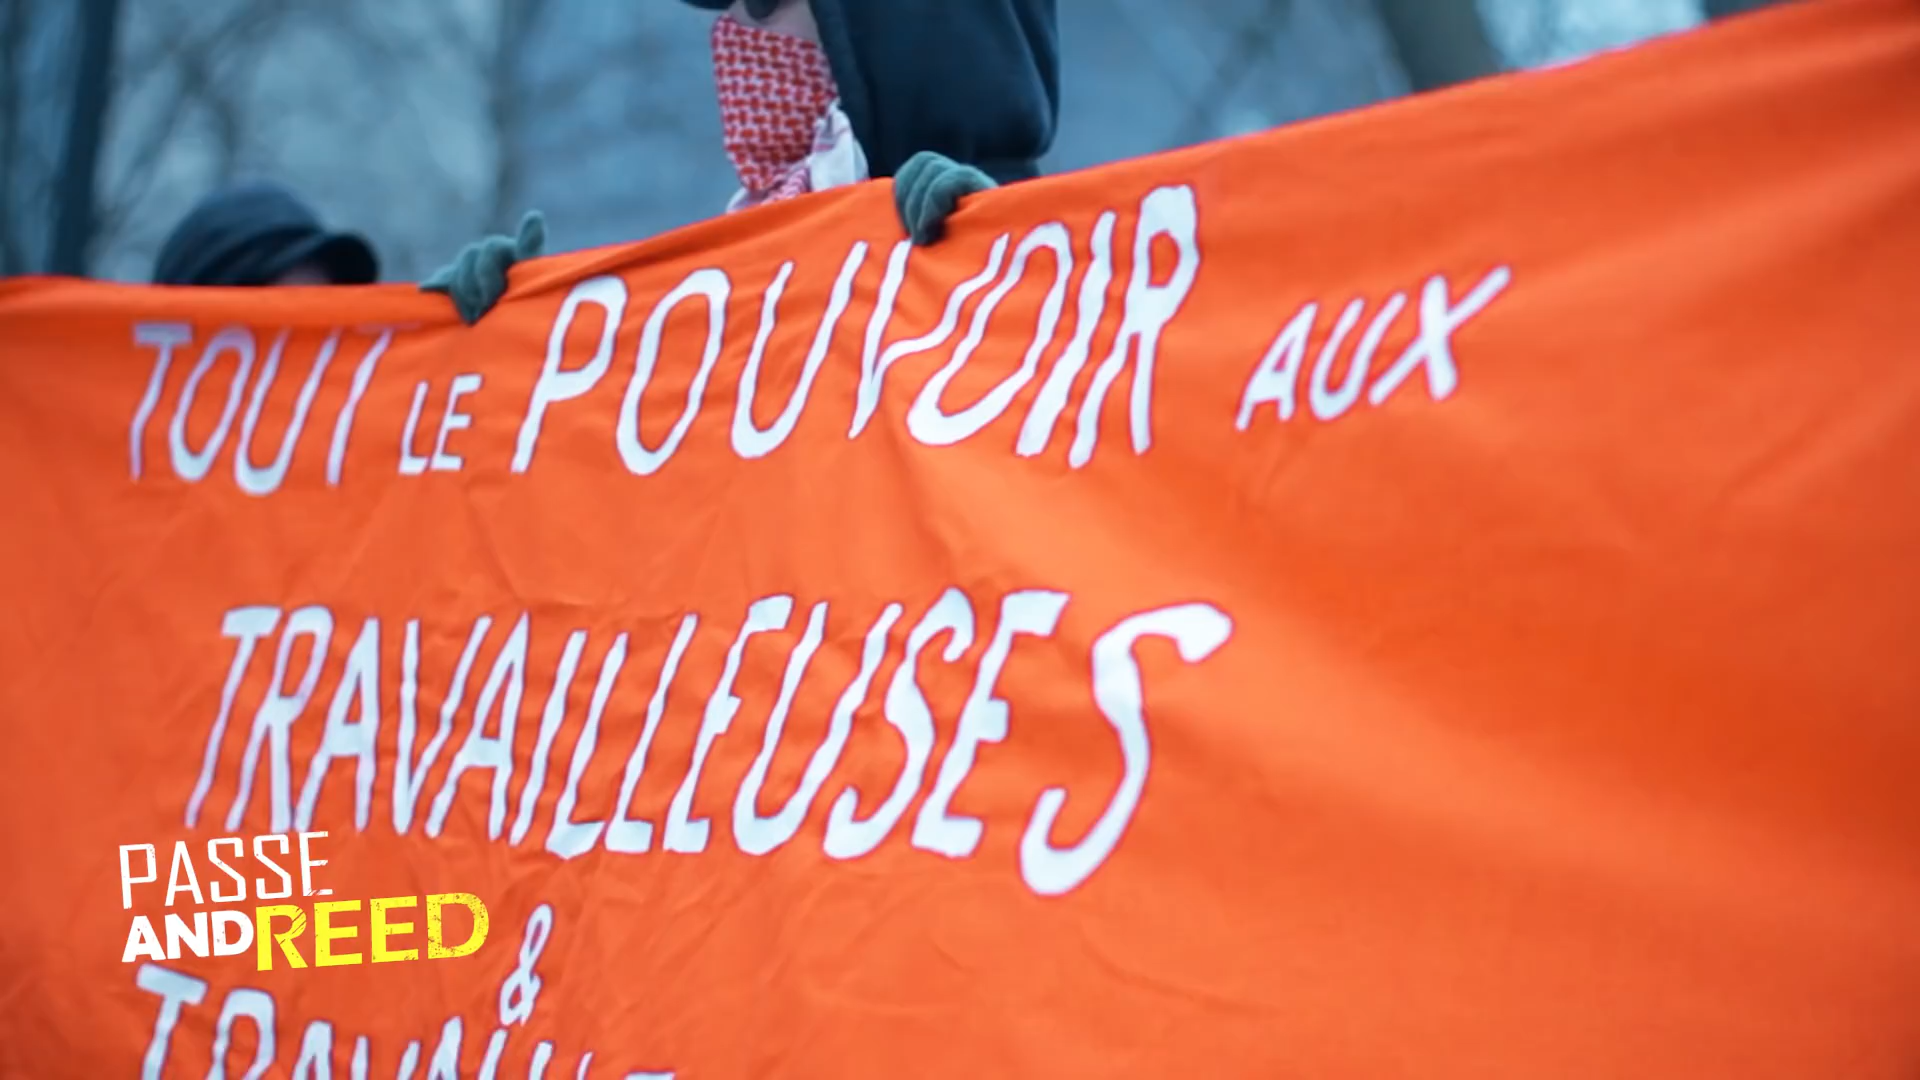 TOUT LE POUVOIR AUX
TRAVAILLEUSES
&
PASSE
ANDREED